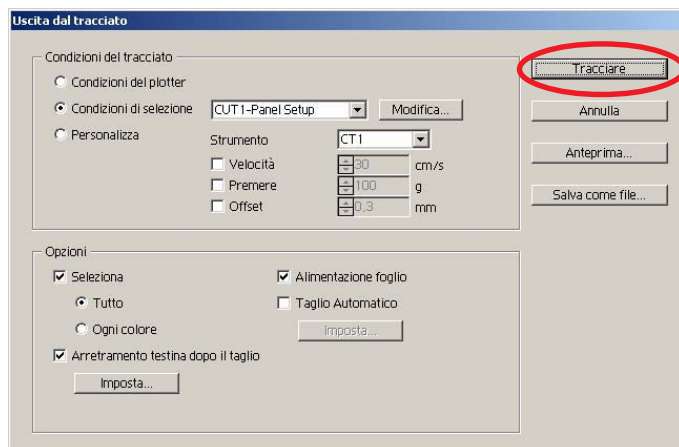 Uscita dal tracciato
Condizioni del tracciato
Condizioni del plotter
Condizioni di selezione CUT1-Panel Setup Modifica...
Personalizza Strumento CT1
Velocità 30 cm/s
Premere 100 g
Offset 0,3 mm
Tracciare
Annulla
Anteprima...
Salva come file...
Opzioni
Seleziona Alimentazione foglio
Tutto Taglio Automatico
Ogni colore Imposta...
Arretramento testina dopo il taglio
Imposta...